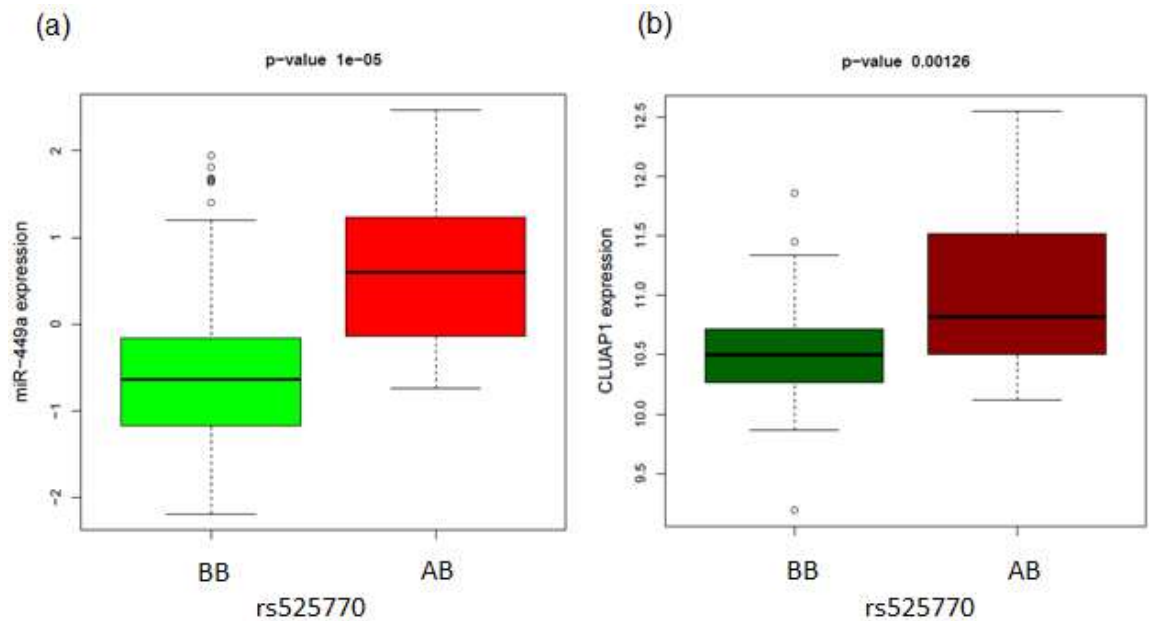 (a)
p-value 1e-05
miR-449a expression
2
1
0
-1
-2
BB AB
rs525770
(b)
p-value 0.00126
CLUAP1 expression
12.5
12.0
11.5
11.0
10.5
10.0
9.5
BB AB
rs525770